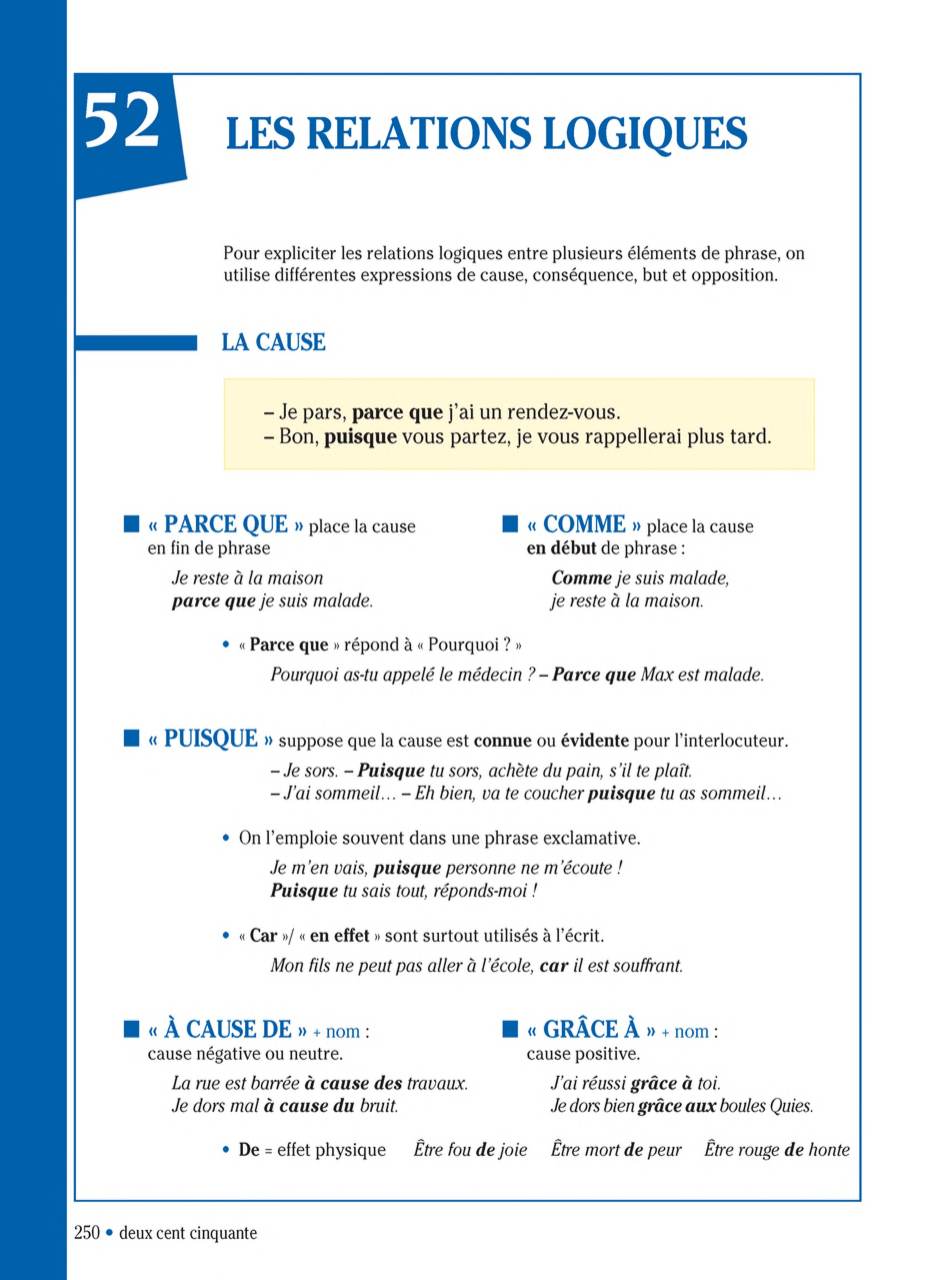 52
LES RELATIONS LOGIQUES
Pour expliciter les relations logiques entre plusieurs éléments de phrase, on
utilise différentes expressions de cause, conséquence, but et opposition.
LA CAUSE
– Je pars, parce que j'ai un rendez-vous.
– Bon, puisque vous partez, je vous rappellerai plus tard.
■ « PARCE QUE » place la cause
en fin de phrase
Je reste à la maison
parce que je suis malade.
■ « COMME » place la cause
en début de phrase :
Comme je suis malade,
je reste à la maison.
• « Parce que » répond à « Pourquoi ? »
Pourquoi as-tu appelé le médecin ? – Parce que Max est malade.
■ « PUISQUE » suppose que la cause est connue ou évidente pour l'interlocuteur.
– Je sors. – Puisque tu sors, achète du pain, s'il te plaît.
– J'ai sommeil… – Eh bien, va te coucher puisque tu as sommeil…
• On l'emploie souvent dans une phrase exclamative.
Je m'en vais, puisque personne ne m'écoute !
Puisque tu sais tout, réponds-moi !
• « Car »/ « en effet » sont surtout utilisés à l'écrit.
Mon fils ne peut pas aller à l'école, car il est souffrant.
■ « À CAUSE DE » + nom :
cause négative ou neutre.
La rue est barrée à cause des travaux.
Je dors mal à cause du bruit.
■ « GRÂCE À » + nom :
cause positive.
J'ai réussi grâce à toi.
Je dors bien grâce aux boules Quies.
• De = effet physique Être fou de joie Être mort de peur Être rouge de honte
250 • deux cent cinquante